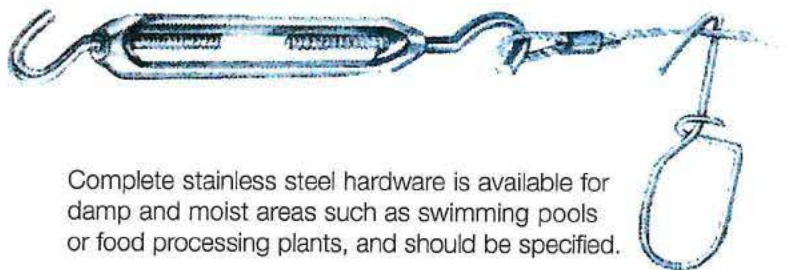 Complete stainless steel hardware is available for
damp and moist areas such as swimming pools
or food processing plants, and should be specified.